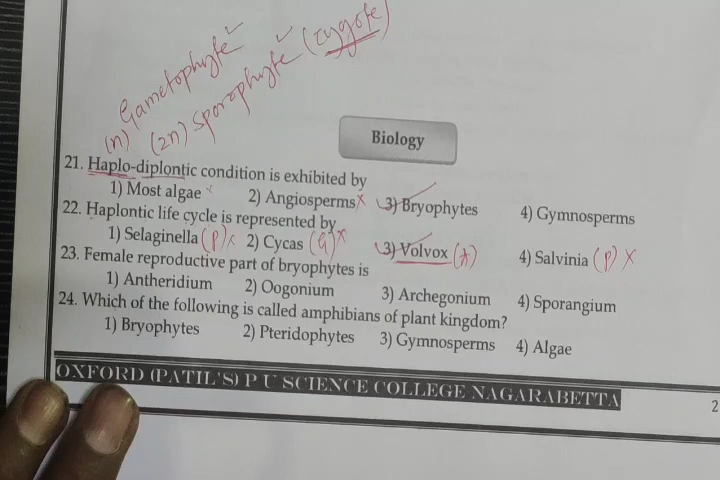 Gametophyte
(n)
(2n) Sporophyte (zygote)
Biology
21. Haplo-diplontic condition is exhibited by
1) Most algae x 2) Angiosperms x 3) Bryophytes 4) Gymnosperms
22. Haplontic life cycle is represented by
1) Selaginella (P) x 2) Cycas (G) x 3) Volvox (A) 4) Salvinia (P) x
23. Female reproductive part of bryophytes is
1) Antheridium 2) Oogonium 3) Archegonium 4) Sporangium
24. Which of the following is called amphibians of plant kingdom?
1) Bryophytes 2) Pteridophytes 3) Gymnosperms 4) Algae
OXFORD (PATIL'S) P U SCIENCE COLLEGE NAGARABETTA
2